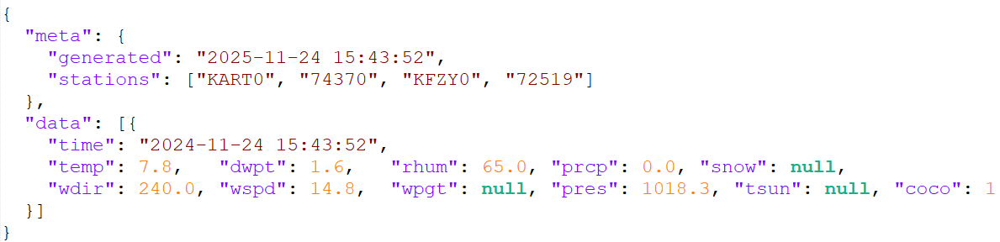 {
  "meta": {
    "generated": "2025-11-24 15:43:52",
    "stations": ["KART0", "74370", "KFZY0", "72519"]
  },
  "data": [{
    "time": "2024-11-24 15:43:52",
    "temp": 7.8,   "dwpt": 1.6,   "rhum": 65.0, "prcp": 0.0, "snow": null,
    "wdir": 240.0, "wspd": 14.8,  "wpgt": null, "pres": 1018.3, "tsun": null, "coco": 1
  }]
}